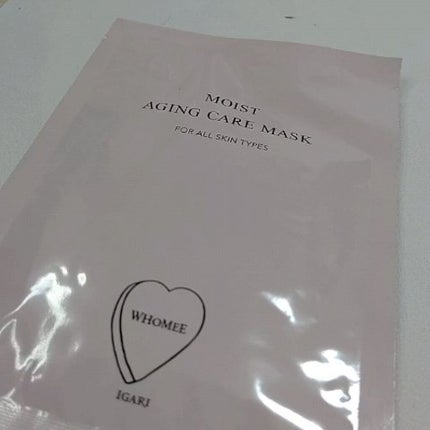 MOIST
AGING CARE MASK
FOR ALL SKIN TYPES
WHOMEE
IGARI